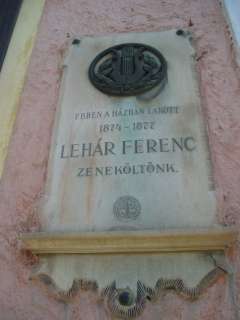 EBBEN A HÁZBAN LAKOTT
1874-1877
LEHÁR FERENC
ZENEKÖLTŐNK.